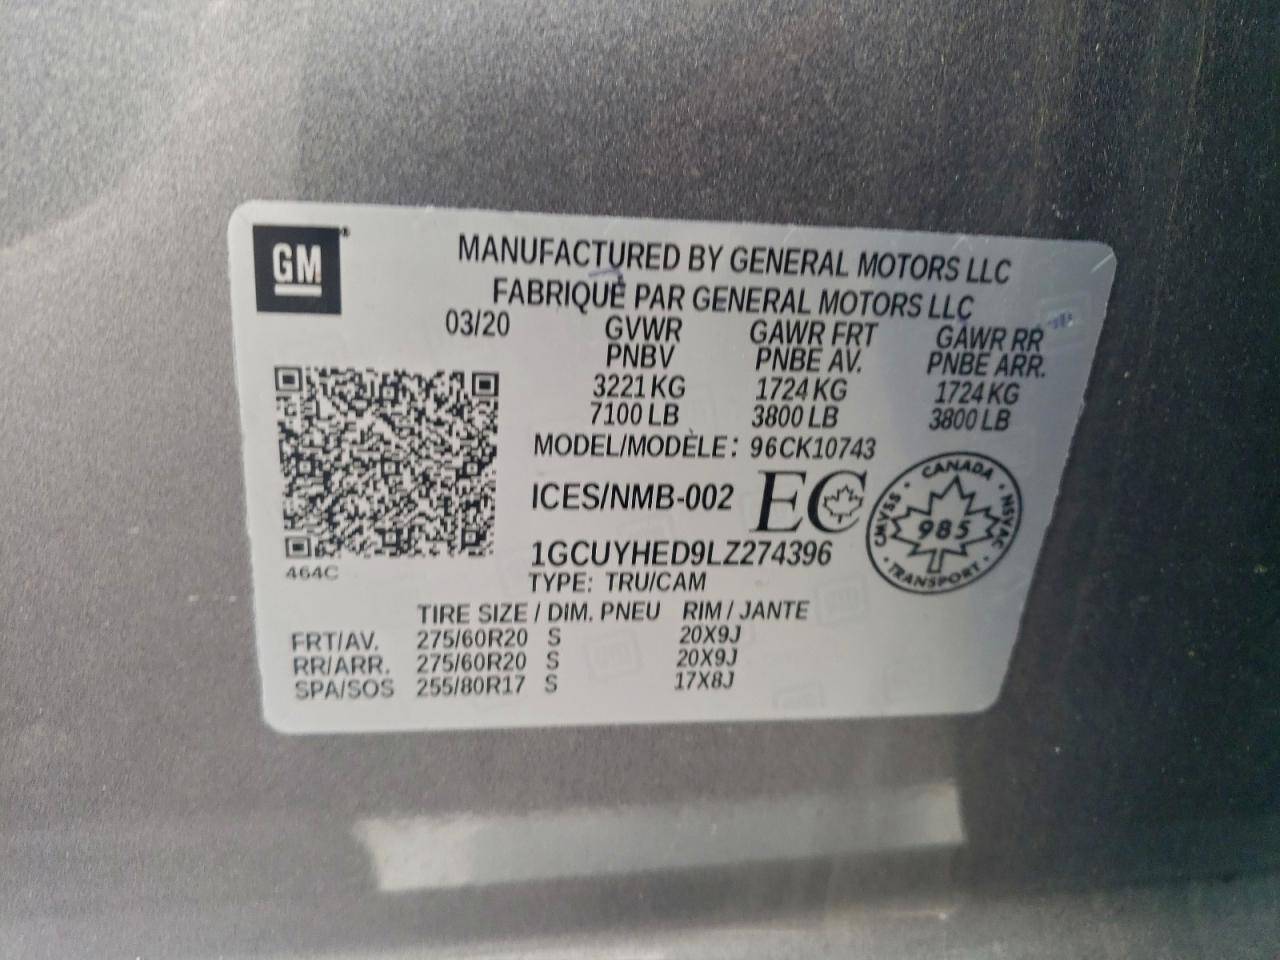 GM
MANUFACTURED BY GENERAL MOTORS LLC
FABRIQUÉ PAR GENERAL MOTORS LLC
03/20 GVWR GAWR FRT GAWR RR
PNBV PNBE AV. PNBE ARR.
3221 KG 1724 KG 1724 KG
7100 LB 3800 LB 3800 LB
MODEL/MODÈLE: 96CK10743
ICES/NMB-002 EC
CANADA
CMVSS 985 NSVAC
TRANSPORT
1GCUYHED9LZ274396
464C
TYPE: TRU/CAM
TIRE SIZE / DIM. PNEU RIM / JANTE
FRT/AV. 275/60R20 S 20X9J
RR/ARR. 275/60R20 S 20X9J
SPA/SOS 255/80R17 S 17X8J